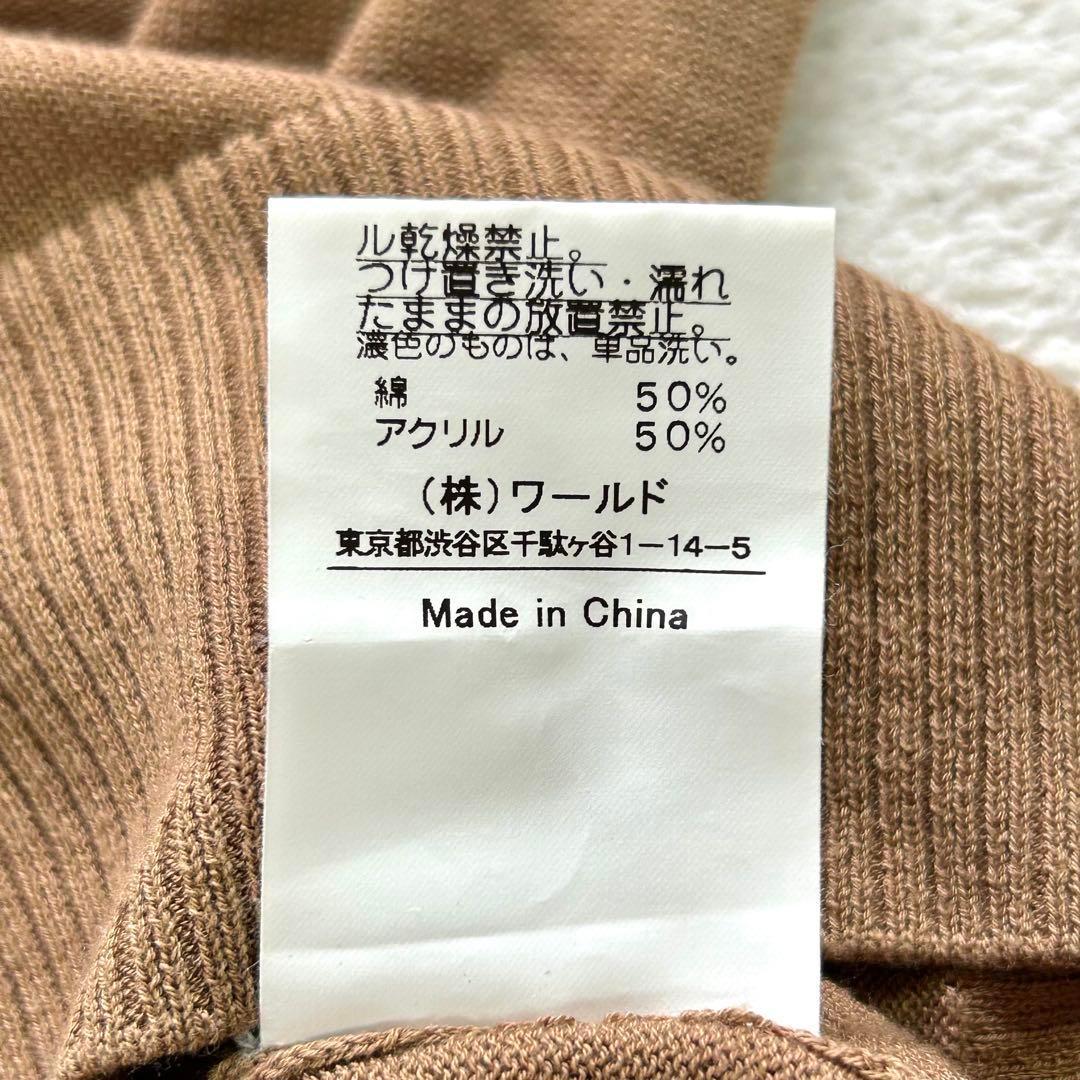 ル乾燥禁止。
つけ置き洗い・濡れ
たままの放置禁止。
濃色のものは、単品洗い。
綿 50%
アクリル 50%
(株)ワールド
東京都渋谷区千駄ヶ谷1-14-5
Made in China